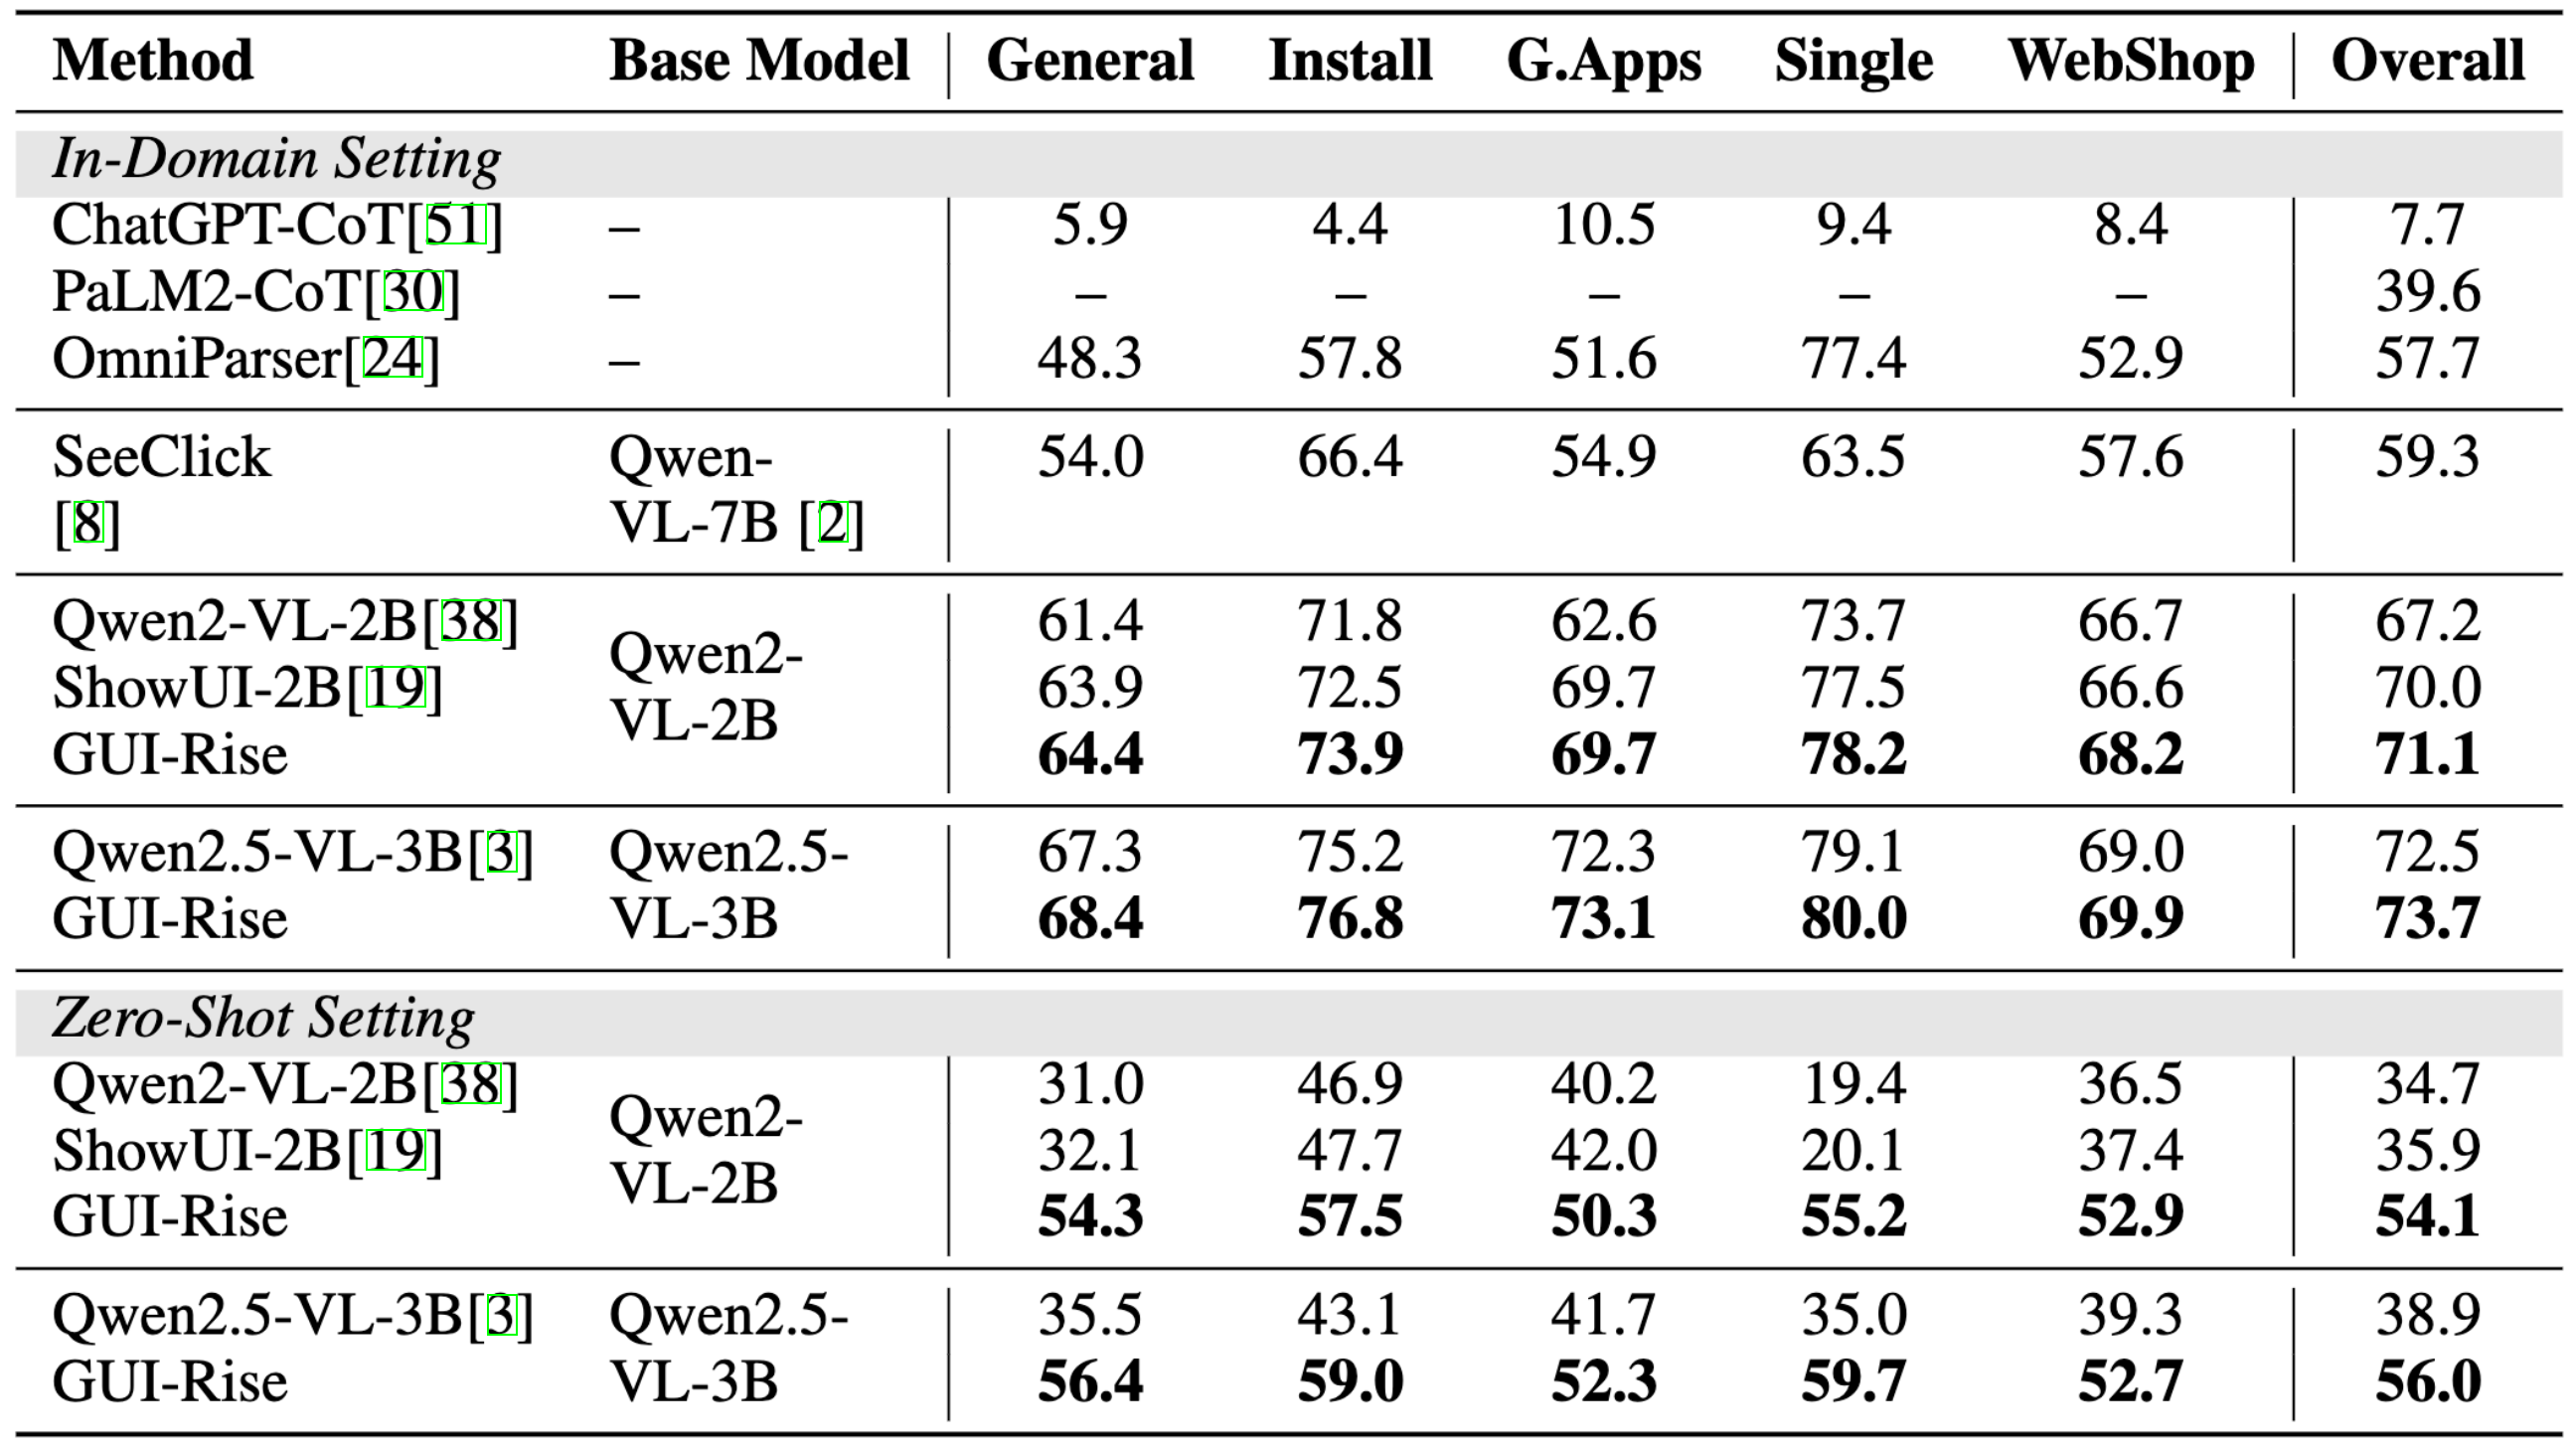 Method Base Model General Install G.Apps Single WebShop Overall
In-Domain Setting
ChatGPT-CoT[51] – 5.9 4.4 10.5 9.4 8.4 7.7
PaLM2-CoT[30] – – – – – – 39.6
OmniParser[24] – 48.3 57.8 51.6 77.4 52.9 57.7
SeeClick Qwen- 54.0 66.4 54.9 63.5 57.6 59.3
[8] VL-7B [2]
Qwen2-VL-2B[38] 61.4 71.8 62.6 73.7 66.7 67.2
Qwen2-
ShowUI-2B[19] 63.9 72.5 69.7 77.5 66.6 70.0
VL-2B
GUI-Rise 64.4 73.9 69.7 78.2 68.2 71.1
Qwen2.5-VL-3B[3] Qwen2.5- 67.3 75.2 72.3 79.1 69.0 72.5
GUI-Rise VL-3B 68.4 76.8 73.1 80.0 69.9 73.7
Zero-Shot Setting
Qwen2-VL-2B[38] 31.0 46.9 40.2 19.4 36.5 34.7
Qwen2-
ShowUI-2B[19] 32.1 47.7 42.0 20.1 37.4 35.9
VL-2B
GUI-Rise 54.3 57.5 50.3 55.2 52.9 54.1
Qwen2.5-VL-3B[3] Qwen2.5- 35.5 43.1 41.7 35.0 39.3 38.9
GUI-Rise VL-3B 56.4 59.0 52.3 59.7 52.7 56.0